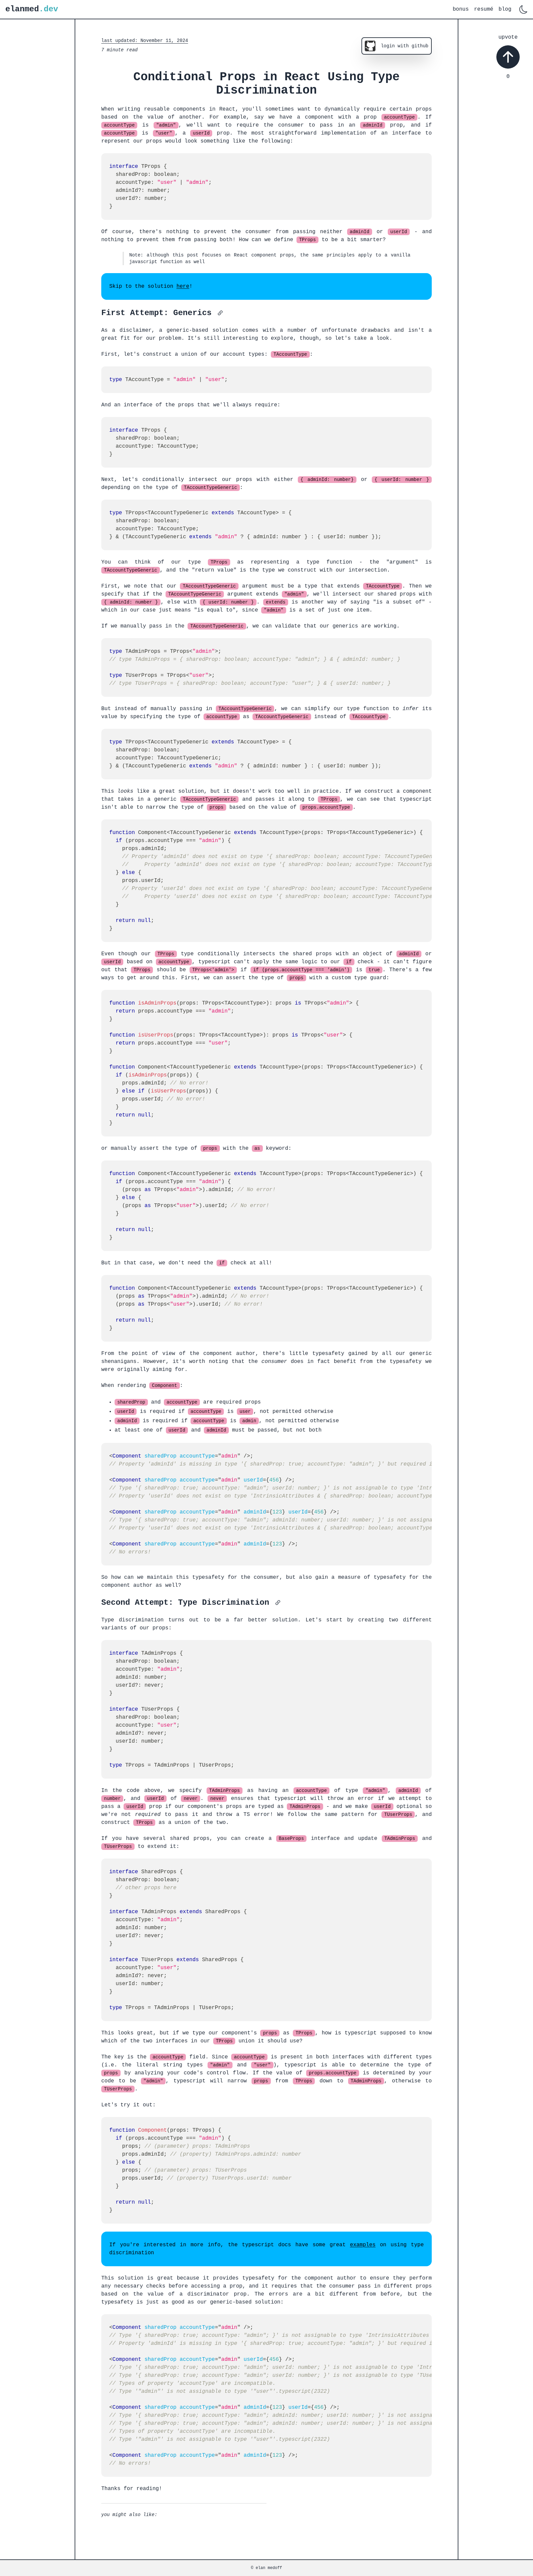 elanmed.dev
bonus resumé blog
upvote
0
last updated: November 11, 2024
7 minute read
login with github
Conditional Props in React Using Type
Discrimination
When writing reusable components in React, you'll sometimes want to dynamically require certain props
based on the value of another. For example, say we have a component with a prop accountType. If
accountType is "admin", we'll want to require the consumer to pass in an adminId prop, and if
accountType is "user", a userId prop. The most straightforward implementation of an interface to
represent our props would look something like the following:
interface TProps {
sharedProp: boolean;
accountType: "user" | "admin";
adminId?: number;
userId?: number;
}
Of course, there's nothing to prevent the consumer from passing neither adminId or userId - and
nothing to prevent them from passing both! How can we define TProps to be a bit smarter?
Note: although this post focuses on React component props, the same principles apply to a vanilla
javascript function as well
Skip to the solution here!
First Attempt: Generics
As a disclaimer, a generic-based solution comes with a number of unfortunate drawbacks and isn't a
great fit for our problem. It's still interesting to explore, though, so let's take a look.
First, let's construct a union of our account types: TAccountType:
type TAccountType = "admin" | "user";
And an interface of the props that we'll always require:
interface TProps {
sharedProp: boolean;
accountType: TAccountType;
}
Next, let's conditionally intersect our props with either { adminId: number} or { userId: number }
depending on the type of TAccountTypeGeneric:
type TProps<TAccountTypeGeneric extends TAccountType> = {
sharedProp: boolean;
accountType: TAccountType;
} & (TAccountTypeGeneric extends "admin" ? { adminId: number } : { userId: number });
You can think of our type TProps as representing a type function - the "argument" is
TAccountTypeGeneric, and the "return value" is the type we construct with our intersection.
First, we note that our TAccountTypeGeneric argument must be a type that extends TAccountType. Then we
specify that if the TAccountTypeGeneric argument extends "admin", we'll intersect our shared props with
{ adminId: number }, else with { userId: number }. extends is another way of saying "is a subset of" -
which in our case just means "is equal to", since "admin" is a set of just one item.
If we manually pass in the TAccountTypeGeneric, we can validate that our generics are working.
type TAdminProps = TProps<"admin">;
// type TAdminProps = { sharedProp: boolean; accountType: "admin"; } & { adminId: number; }
type TUserProps = TProps<"user">;
// type TUserProps = { sharedProp: boolean; accountType: "user"; } & { userId: number; }
But instead of manually passing in TAccountTypeGeneric, we can simplify our type function to infer its
value by specifying the type of accountType as TAccountTypeGeneric instead of TAccountType.
type TProps<TAccountTypeGeneric extends TAccountType> = {
sharedProp: boolean;
accountType: TAccountTypeGeneric;
} & (TAccountTypeGeneric extends "admin" ? { adminId: number } : { userId: number });
This looks like a great solution, but it doesn't work too well in practice. If we construct a component
that takes in a generic TAccountTypeGeneric and passes it along to TProps, we can see that typescript
isn't able to narrow the type of props based on the value of props.accountType.
function Component<TAccountTypeGeneric extends TAccountType>(props: TProps<TAccountTypeGeneric>) {
if (props.accountType === "admin") {
props.adminId;
// Property 'adminId' does not exist on type '{ sharedProp: boolean; accountType: TAccountTypeGen
// Property 'adminId' does not exist on type '{ sharedProp: boolean; accountType: TAccountTyp
} else {
props.userId;
// Property 'userId' does not exist on type '{ sharedProp: boolean; accountType: TAccountTypeGene
// Property 'userId' does not exist on type '{ sharedProp: boolean; accountType: TAccountType
}
return null;
}
Even though our TProps type conditionally intersects the shared props with an object of adminId or
userId based on accountType, typescript can't apply the same logic to our if check - it can't figure
out that TProps should be TProps<'admin'> if if (props.accountType === 'admin') is true. There's a few
ways to get around this. First, we can assert the type of props with a custom type guard:
function isAdminProps(props: TProps<TAccountType>): props is TProps<"admin"> {
return props.accountType === "admin";
}
function isUserProps(props: TProps<TAccountType>): props is TProps<"user"> {
return props.accountType === "user";
}
function Component<TAccountTypeGeneric extends TAccountType>(props: TProps<TAccountTypeGeneric>) {
if (isAdminProps(props)) {
props.adminId; // No error!
} else if (isUserProps(props)) {
props.userId; // No error!
}
return null;
}
or manually assert the type of props with the as keyword:
function Component<TAccountTypeGeneric extends TAccountType>(props: TProps<TAccountTypeGeneric>) {
if (props.accountType === "admin") {
(props as TProps<"admin">).adminId; // No error!
} else {
(props as TProps<"user">).userId; // No error!
}
return null;
}
But in that case, we don't need the if check at all!
function Component<TAccountTypeGeneric extends TAccountType>(props: TProps<TAccountTypeGeneric>) {
(props as TProps<"admin">).adminId; // No error!
(props as TProps<"user">).userId; // No error!
return null;
}
From the point of view of the component author, there's little typesafety gained by all our generic
shenanigans. However, it's worth noting that the consumer does in fact benefit from the typesafety we
were originally aiming for.
When rendering Component:
• sharedProp and accountType are required props
• userId is required if accountType is user, not permitted otherwise
• adminId is required if accountType is admin, not permitted otherwise
• at least one of userId and adminId must be passed, but not both
<Component sharedProp accountType="admin" />;
// Property 'adminId' is missing in type '{ sharedProp: true; accountType: "admin"; }' but required i
<Component sharedProp accountType="admin" userId={456} />;
// Type '{ sharedProp: true; accountType: "admin"; userId: number; }' is not assignable to type 'Intr
// Property 'userId' does not exist on type 'IntrinsicAttributes & { sharedProp: boolean; accountType
<Component sharedProp accountType="admin" adminId={123} userId={456} />;
// Type '{ sharedProp: true; accountType: "admin"; adminId: number; userId: number; }' is not assigna
// Property 'userId' does not exist on type 'IntrinsicAttributes & { sharedProp: boolean; accountType
<Component sharedProp accountType="admin" adminId={123} />;
// No errors!
So how can we maintain this typesafety for the consumer, but also gain a measure of typesafety for the
component author as well?
Second Attempt: Type Discrimination
Type discrimination turns out to be a far better solution. Let's start by creating two different
variants of our props:
interface TAdminProps {
sharedProp: boolean;
accountType: "admin";
adminId: number;
userId?: never;
}
interface TUserProps {
sharedProp: boolean;
accountType: "user";
adminId?: never;
userId: number;
}
type TProps = TAdminProps | TUserProps;
In the code above, we specify TAdminProps as having an accountType of type "admin", adminId of
number, and userId of never. never ensures that typescript will throw an error if we attempt to
pass a userId prop if our component's props are typed as TAdminProps - and we make userId optional so
we're not required to pass it and throw a TS error! We follow the same pattern for TUserProps, and
construct TProps as a union of the two.
If you have several shared props, you can create a BaseProps interface and update TAdminProps and
TUserProps to extend it:
interface SharedProps {
sharedProp: boolean;
// other props here
}
interface TAdminProps extends SharedProps {
accountType: "admin";
adminId: number;
userId?: never;
}
interface TUserProps extends SharedProps {
accountType: "user";
adminId?: never;
userId: number;
}
type TProps = TAdminProps | TUserProps;
This looks great, but if we type our component's props as TProps, how is typescript supposed to know
which of the two interfaces in our TProps union it should use?
The key is the accountType field. Since accountType is present in both interfaces with different types
(i.e. the literal string types "admin" and "user"), typescript is able to determine the type of
props by analyzing your code's control flow. If the value of props.accountType is determined by your
code to be "admin", typescript will narrow props from TProps down to TAdminProps, otherwise to
TUserProps.
Let's try it out:
function Component(props: TProps) {
if (props.accountType === "admin") {
props; // (parameter) props: TAdminProps
props.adminId; // (property) TAdminProps.adminId: number
} else {
props; // (parameter) props: TUserProps
props.userId; // (property) TUserProps.userId: number
}
return null;
}
If you're interested in more info, the typescript docs have some great examples on using type
discrimination
This solution is great because it provides typesafety for the component author to ensure they perform
any necessary checks before accessing a prop, and it requires that the consumer pass in different props
based on the value of a discriminator prop. The errors are a bit different from before, but the
typesafety is just as good as our generic-based solution:
<Component sharedProp accountType="admin" />;
// Type '{ sharedProp: true; accountType: "admin"; }' is not assignable to type 'IntrinsicAttributes
// Property 'adminId' is missing in type '{ sharedProp: true; accountType: "admin"; }' but required i
<Component sharedProp accountType="admin" userId={456} />;
// Type '{ sharedProp: true; accountType: "admin"; userId: number; }' is not assignable to type 'Intr
// Type '{ sharedProp: true; accountType: "admin"; userId: number; }' is not assignable to type 'TUse
// Types of property 'accountType' are incompatible.
// Type '"admin"' is not assignable to type '"user"'.typescript(2322)
<Component sharedProp accountType="admin" adminId={123} userId={456} />;
// Type '{ sharedProp: true; accountType: "admin"; adminId: number; userId: number; }' is not assigna
// Type '{ sharedProp: true; accountType: "admin"; adminId: number; userId: number; }' is not assigna
// Types of property 'accountType' are incompatible.
// Type '"admin"' is not assignable to type '"user"'.typescript(2322)
<Component sharedProp accountType="admin" adminId={123} />;
// No errors!
Thanks for reading!
you might also like:
© elan medoff